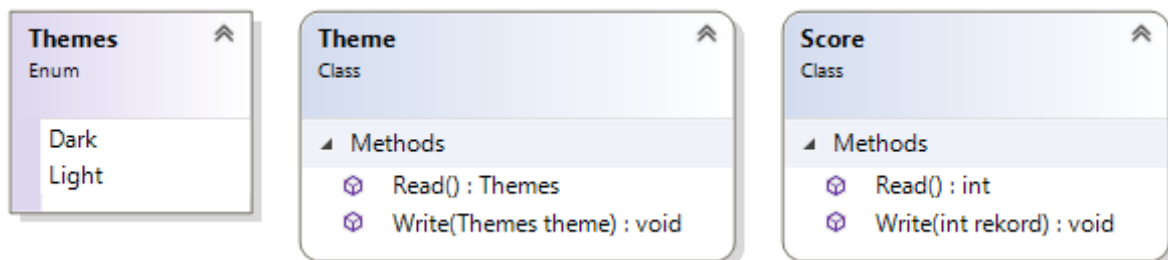 Themes
Enum
Dark
Light
Theme
Class
Methods
Read() : Themes
Write(Themes theme) : void
Score
Class
Methods
Read() : int
Write(int rekord) : void